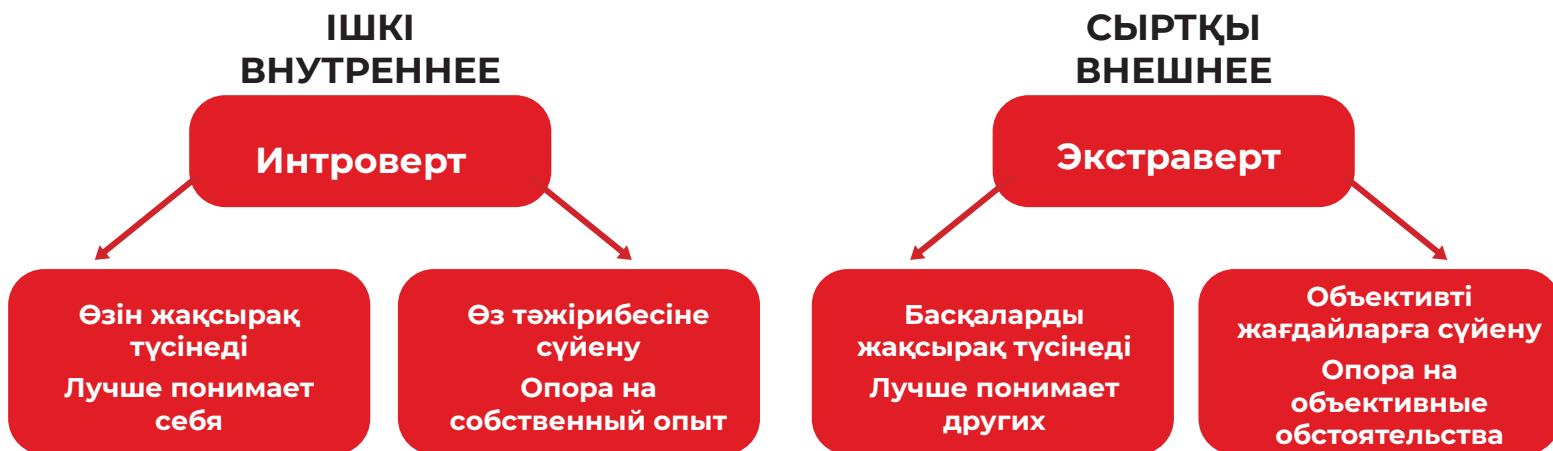 ІШКІ
ВНУТРЕННЕЕ
Интроверт
Өзін жақсырақ
түсінеді
Лучше понимает
себя
Өз тәжірибесіне
сүйену
Опора на
собственный опыт
СЫРТҚЫ
ВНЕШНЕЕ
Экстраверт
Басқаларды
жақсырақ түсінеді
Лучше понимает
других
Объективті
жағдайларға сүйену
Опора на
объективные
обстоятельства